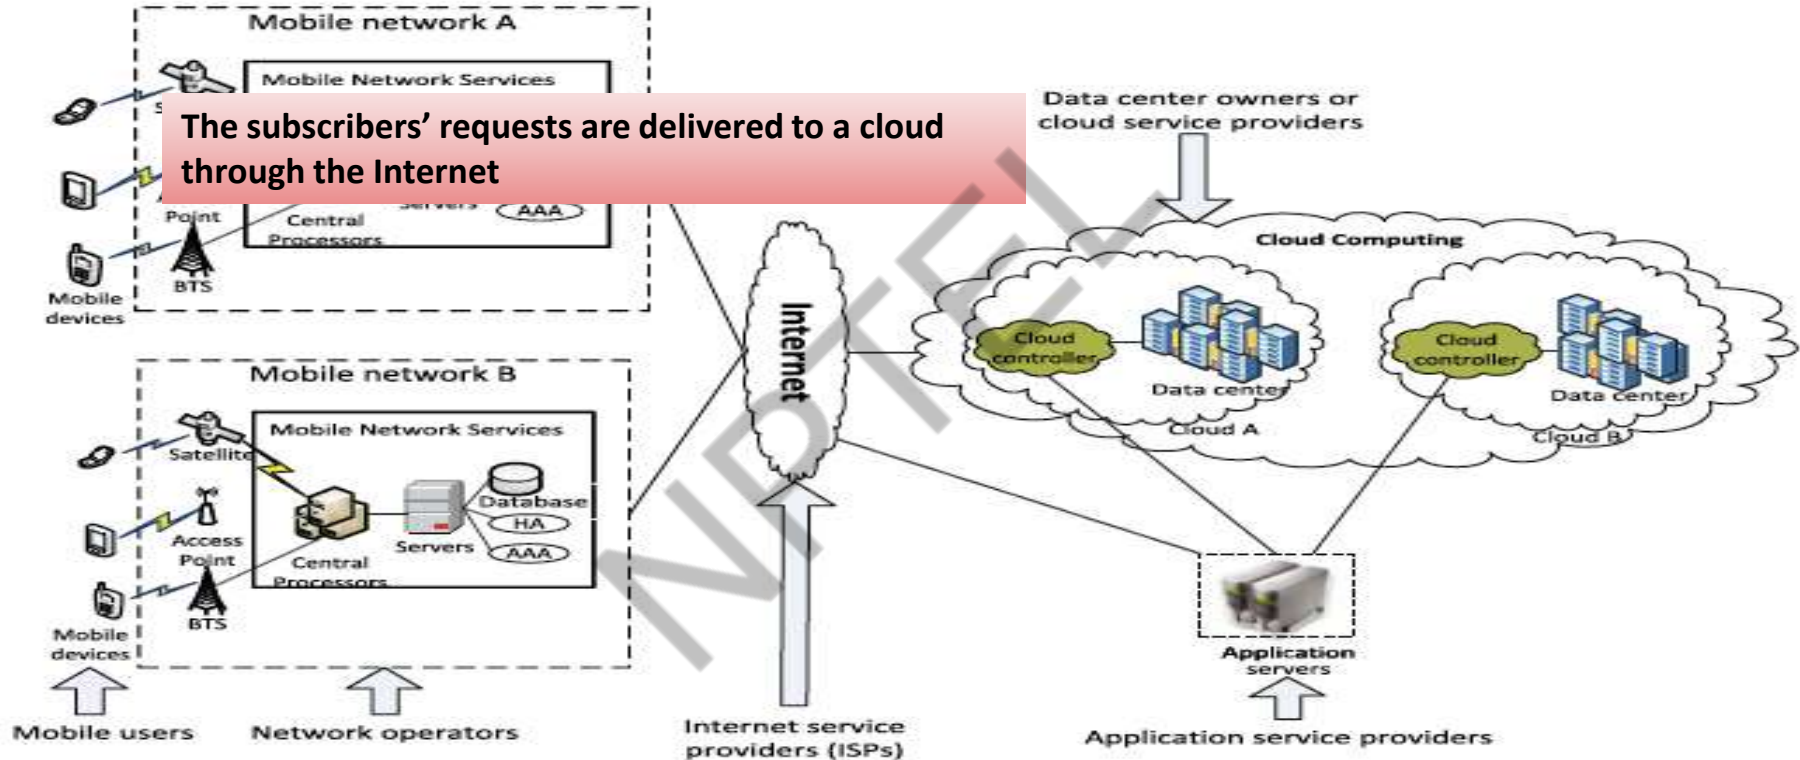 Mobile network A
Mobile Network Services
The subscribers’ requests are delivered to a cloud
through the Internet
Point
Central
Processors
Servers
AAA
BTS
Mobile
devices
Data center owners or
cloud service providers
Internet
Cloud Computing
Cloud
controller
Data center
Cloud A
Cloud
controller
Data center
Cloud B
Mobile network B
Mobile Network Services
Satellite
Access
Point
BTS
Central
Processors
Servers
Database
HA
AAA
Mobile
devices
Application
servers
Mobile users
Network operators
Internet service
providers (ISPs)
Application service providers
NPTEL